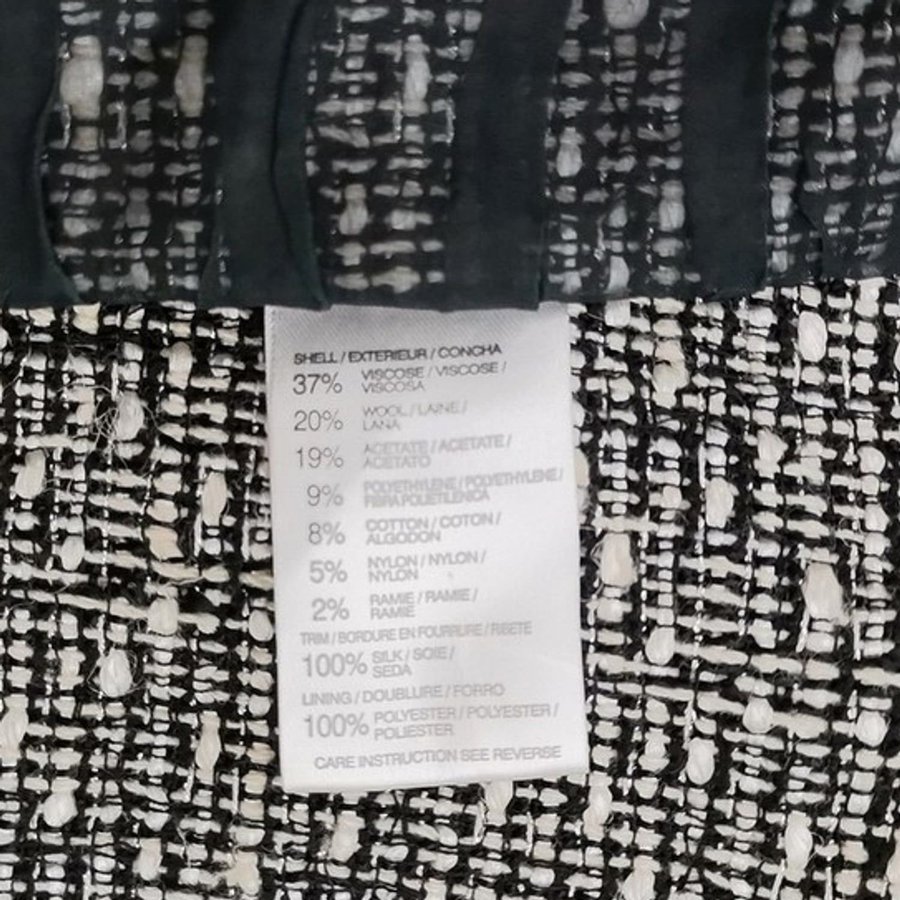 SHELL / EXTERIEUR / CONCHA
37% VISCOSE / VISCOSE /
VISCOSA
20% WOOL / LAINE /
LANA
19% ACETATE / ACETATE /
ACETATO
9% POLYETHYLENE / POLYETHYLENE /
FIBRA POLIETILENICA
8% COTTON / COTON /
ALGODON
5% NYLON / NYLON /
NYLON
2% RAMIE / RAMIE /
RAMIE
TRIM / BORDURE EN FOURRURE / RIBETE
100% SILK / SOIE /
SEDA
LINING / DOUBLURE / FORRO
100% POLYESTER / POLYESTER /
POLIESTER
CARE INSTRUCTION SEE REVERSE